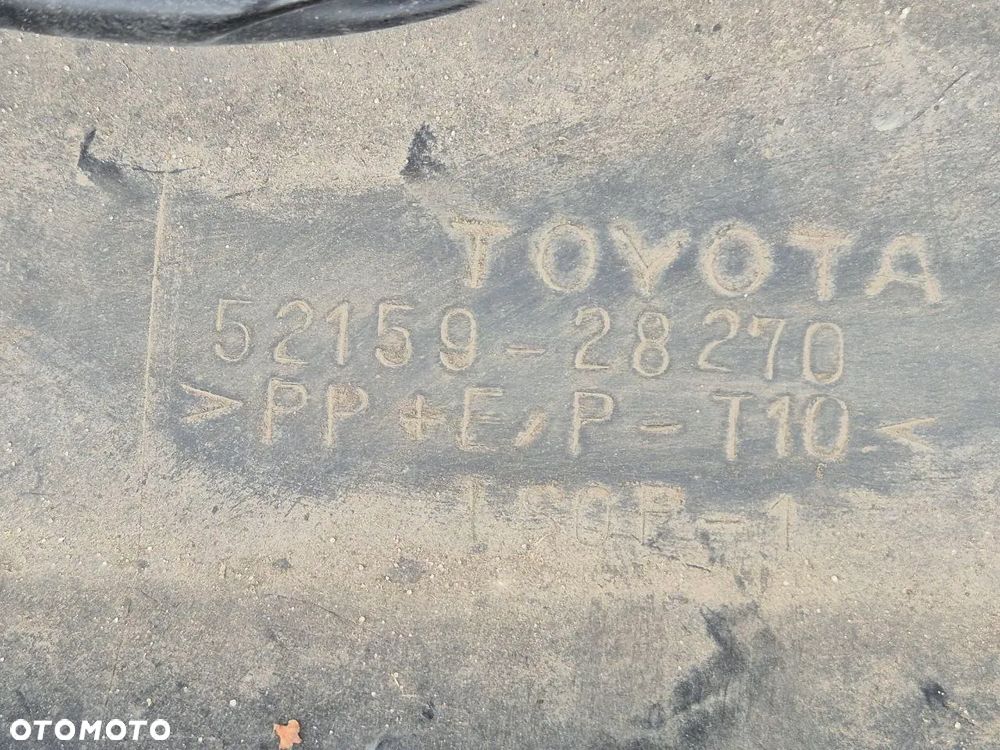 TOYOTA
52159-28270
>PP+E/P-T10<
OTOMOTO